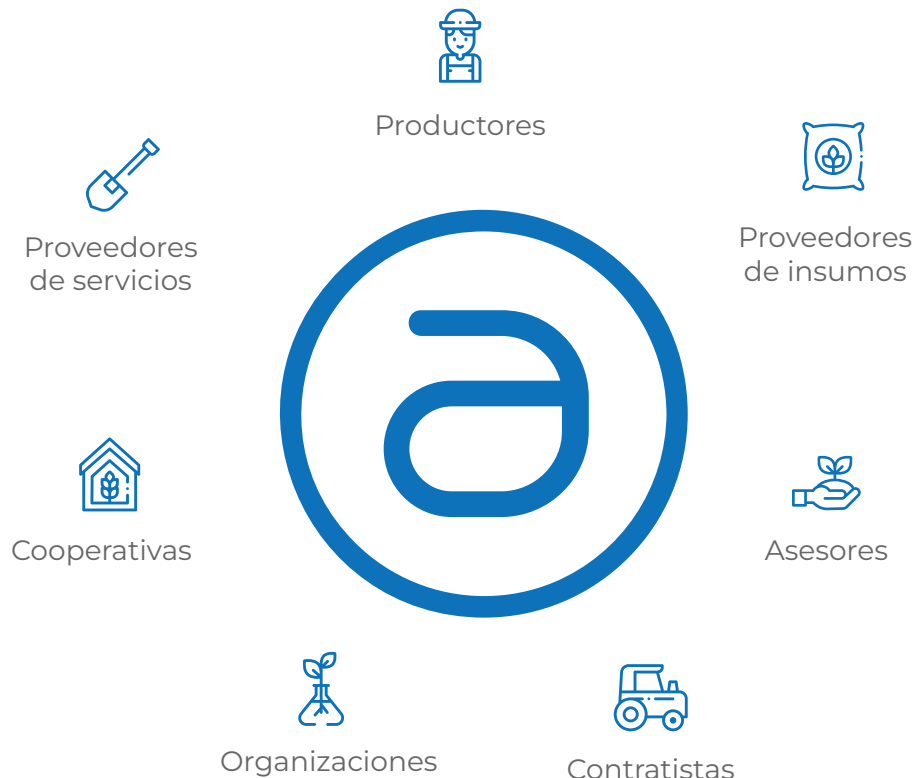 Productores
Proveedores
de servicios
Proveedores
de insumos
a
Cooperativas
Asesores
Organizaciones
Contratistas